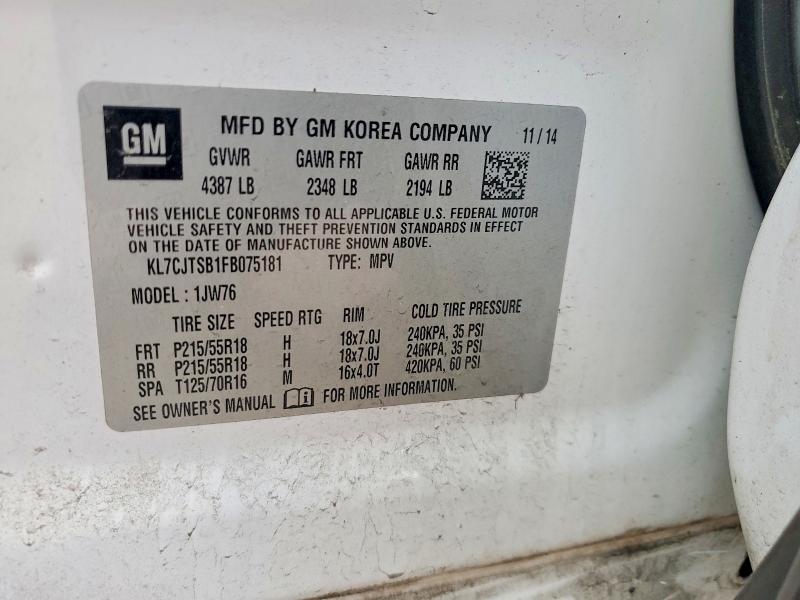 GM MFD BY GM KOREA COMPANY 11 / 14
GVWR GAWR FRT GAWR RR
4387 LB 2348 LB 2194 LB
THIS VEHICLE CONFORMS TO ALL APPLICABLE U.S. FEDERAL MOTOR
VEHICLE SAFETY AND THEFT PREVENTION STANDARDS IN EFFECT
ON THE DATE OF MANUFACTURE SHOWN ABOVE.
KL7CJTSB1FB075181 TYPE: MPV
MODEL : 1JW76
TIRE SIZE SPEED RTG RIM COLD TIRE PRESSURE
FRT P215/55R18 H 18x7.0J 240KPA, 35 PSI
RR P215/55R18 H 18x7.0J 240KPA, 35 PSI
SPA T125/70R16 M 16x4.0T 420KPA, 60 PSI
SEE OWNER'S MANUAL FOR MORE INFORMATION.